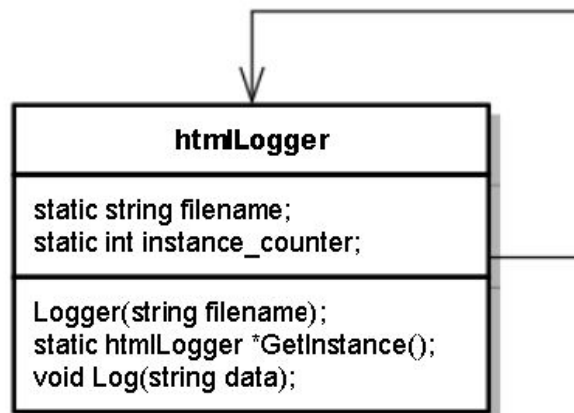 htmlLogger
static string filename;
static int instance_counter;
Logger(string filename);
static htmlLogger *GetInstance();
void Log(string data);